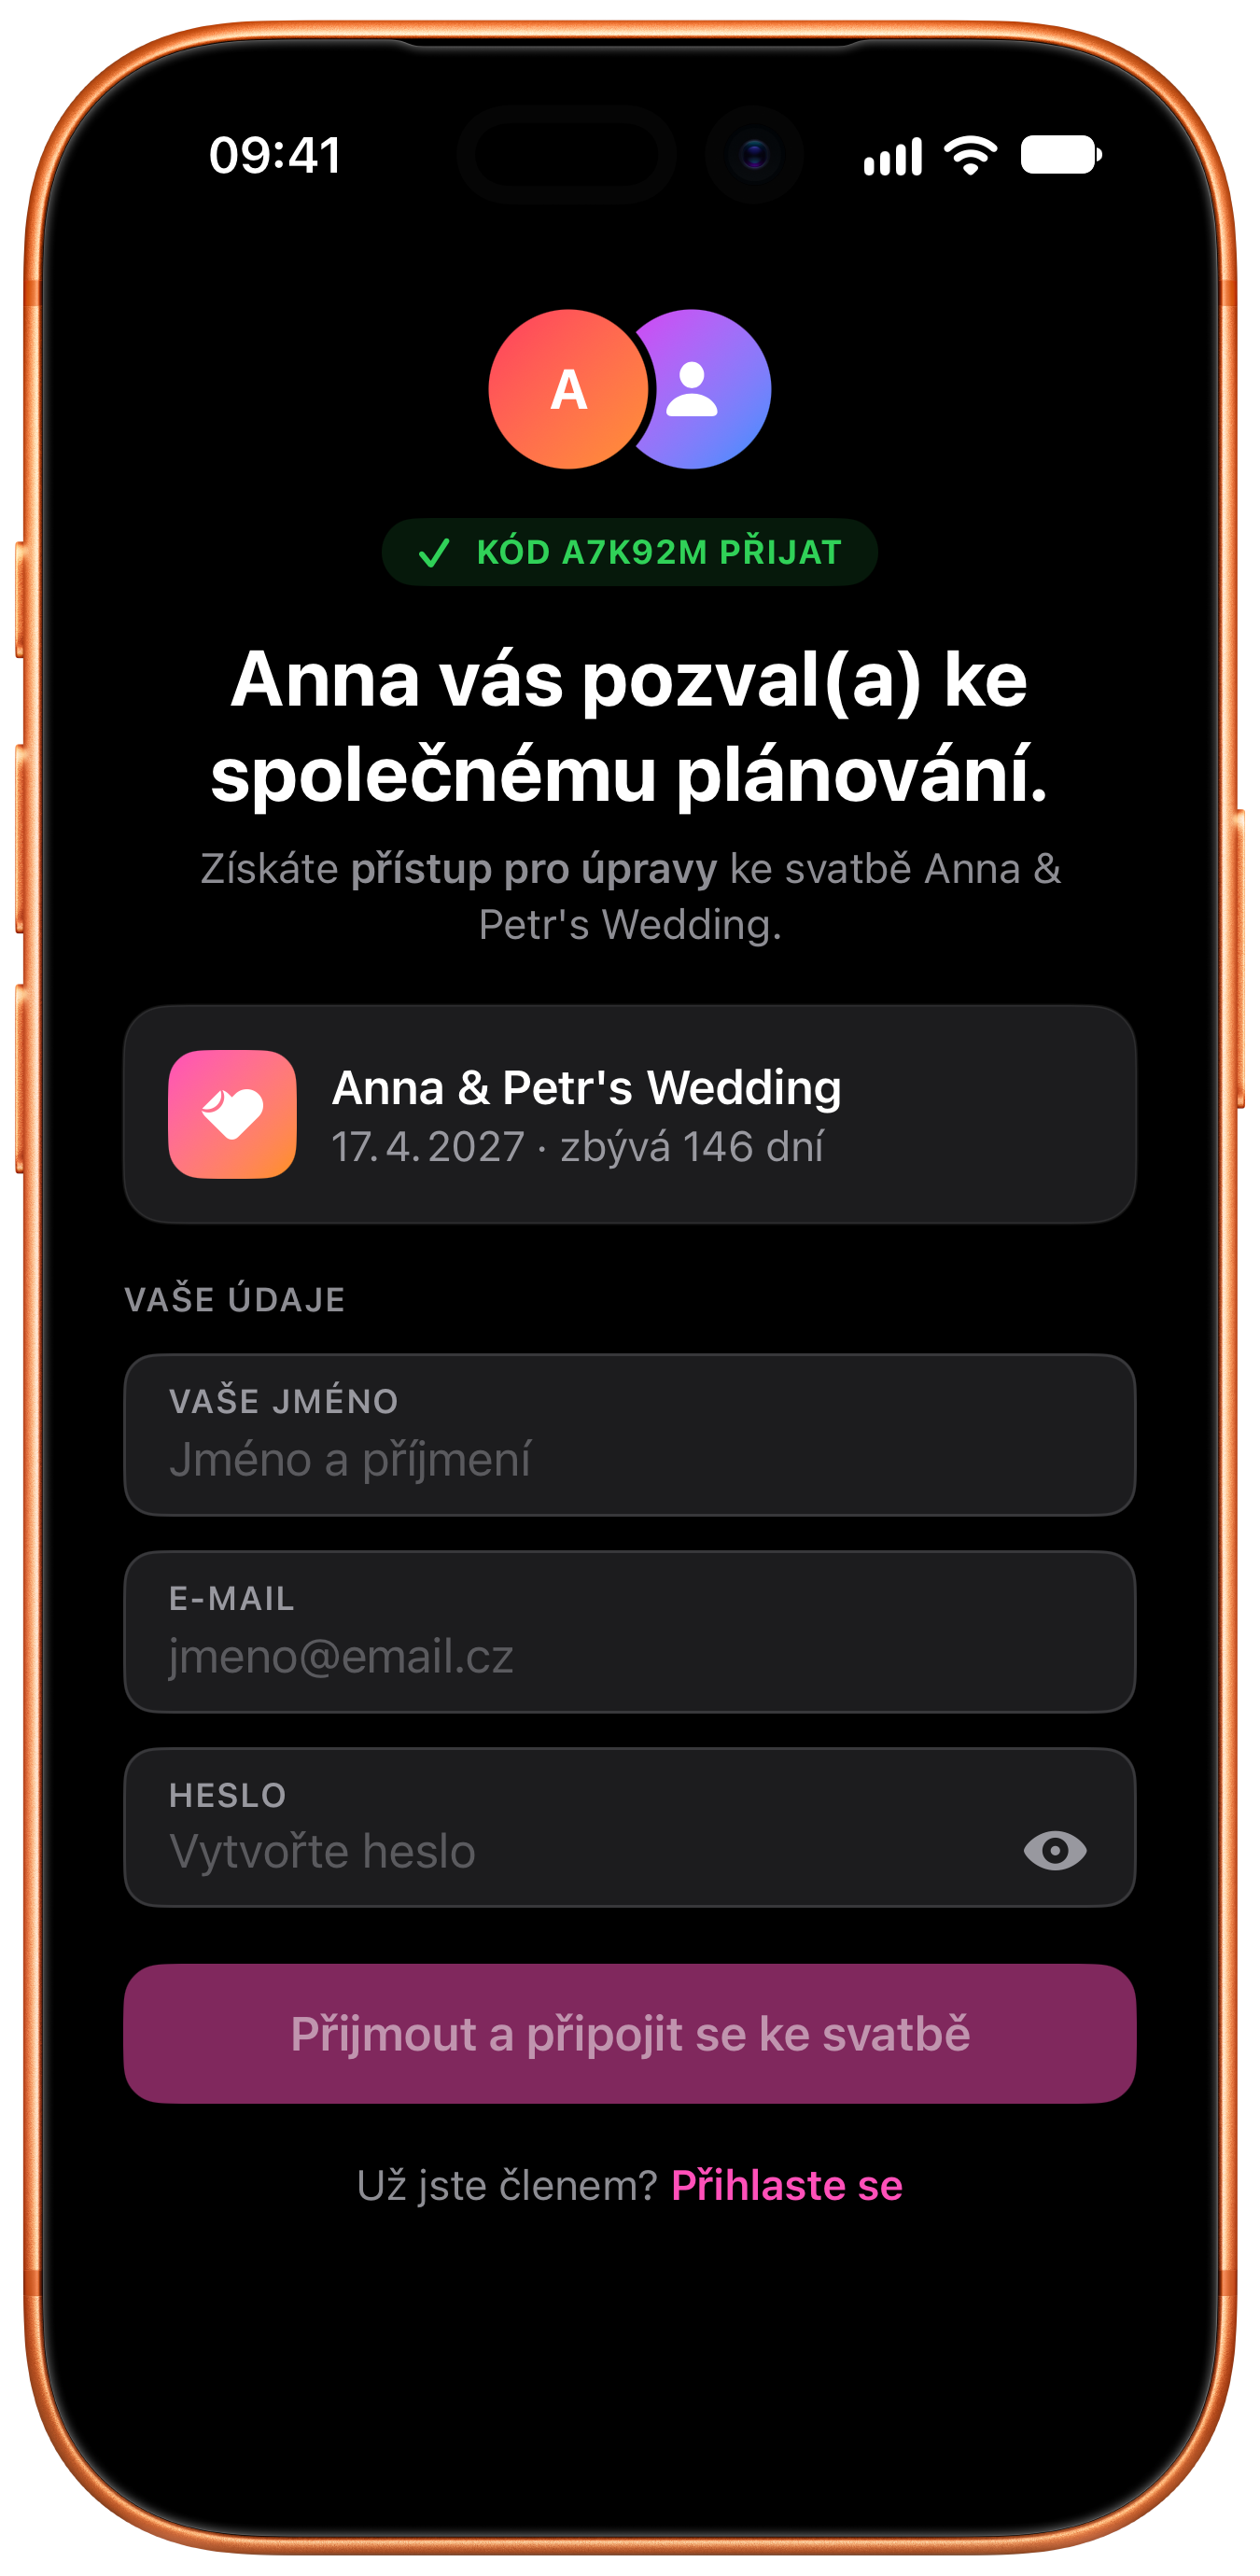 09:41
A
KÓD A7K92M PŘIJAT
Anna vás pozval(a) ke
společnému plánování.
Získáte přístup pro úpravy ke svatbě Anna &
Petr's Wedding.
Anna & Petr's Wedding
17. 4. 2027 · zbývá 146 dní
VAŠE ÚDAJE
VAŠE JMÉNO
Jméno a příjmení
E-MAIL
jmeno@email.cz
HESLO
Vytvořte heslo
Přijmout a připojit se ke svatbě
Už jste členem? Přihlaste se